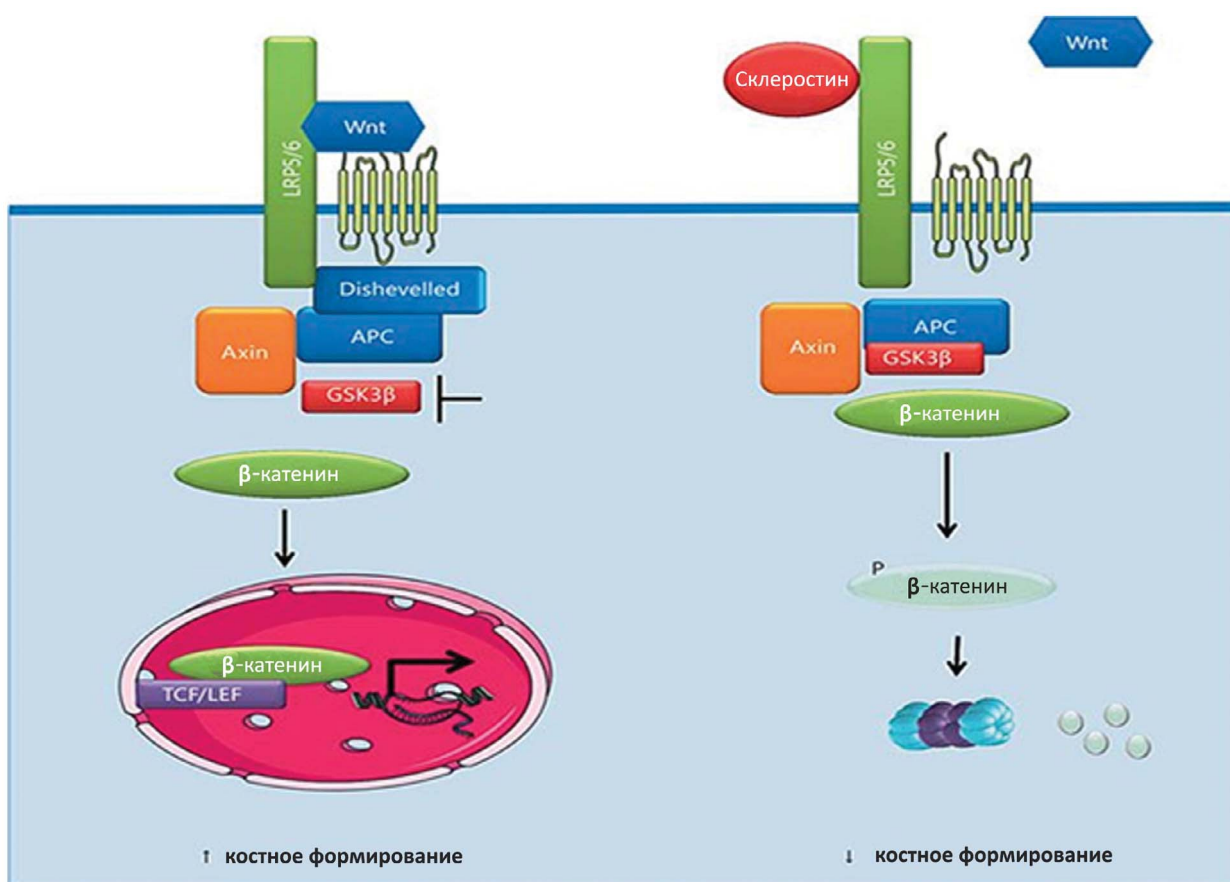 LRP5/6
Wnt
Dishevelled
Axin
APC
GSK3β
β-катенин
β-катенин
TCF/LEF
↑ костное формирование
Склеростин
Wnt
LRP5/6
Axin
APC
GSK3β
β-катенин
P
β-катенин
↓ костное формирование